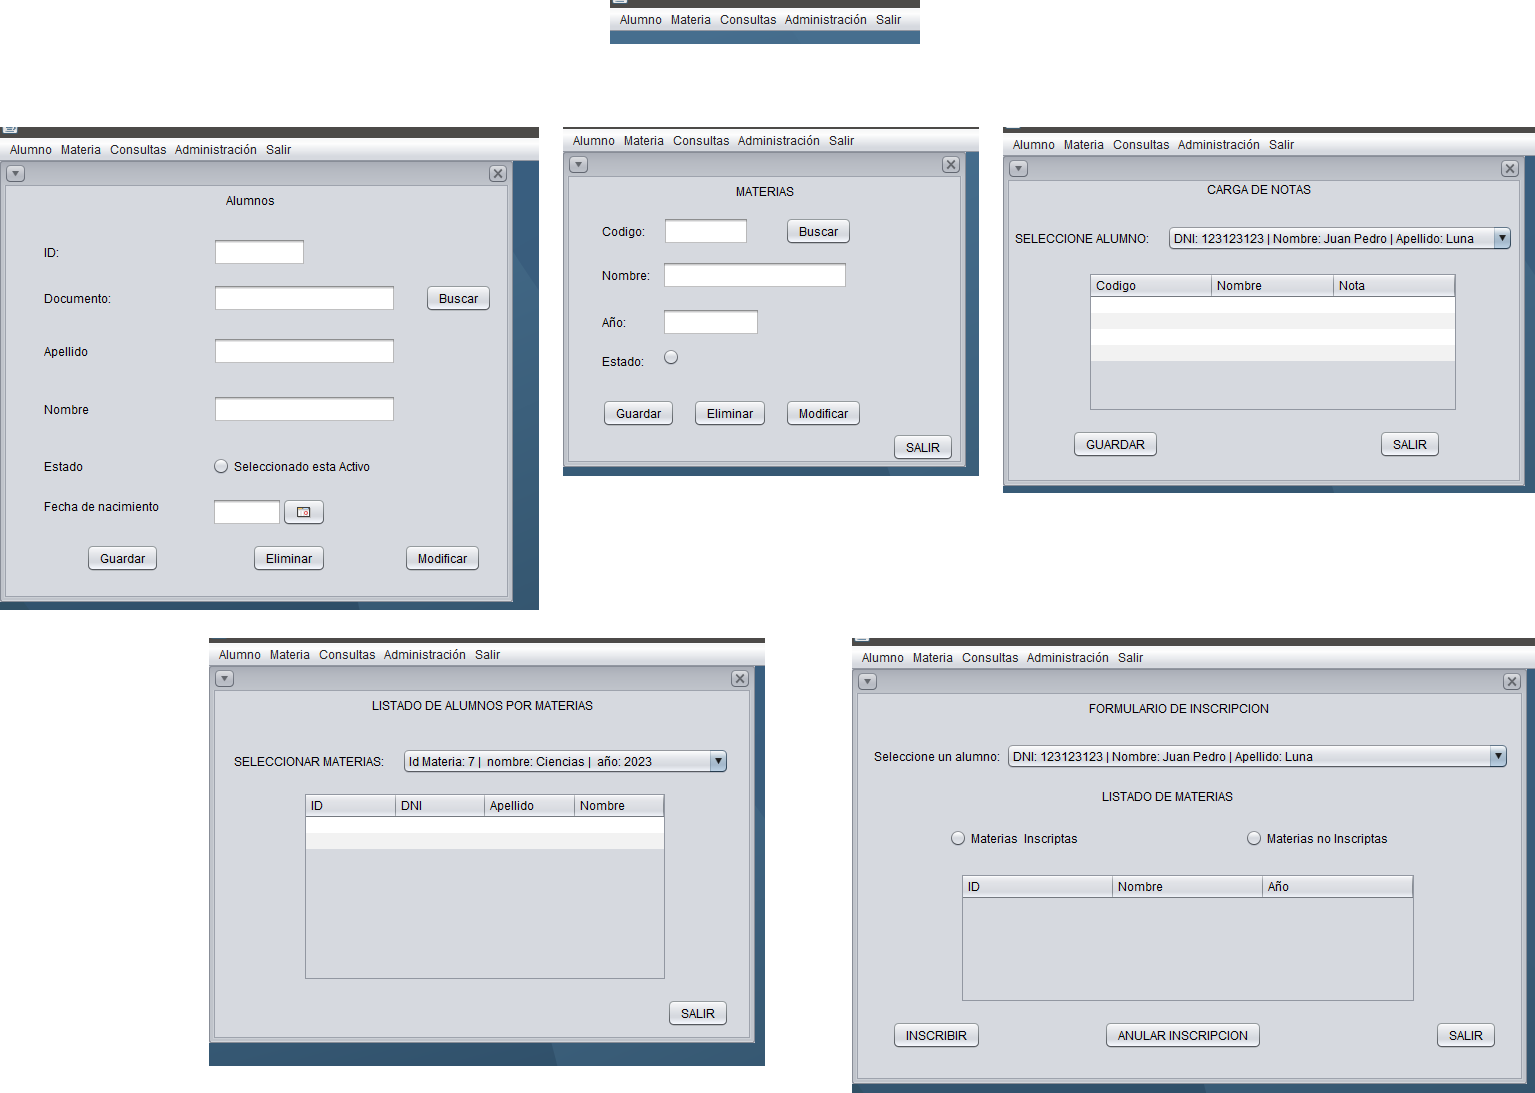 Alumno Materia Consultas Administración Salir
Alumno Materia Consultas Administración Salir
Alumnos
ID:
Documento: Buscar
Apellido
Nombre
Estado Seleccionado esta Activo
Fecha de nacimiento
Guardar Eliminar Modificar
Alumno Materia Consultas Administración Salir
MATERIAS
Codigo: Buscar
Nombre:
Año:
Estado:
Guardar Eliminar Modificar
SALIR
Alumno Materia Consultas Administración Salir
CARGA DE NOTAS
SELECCIONE ALUMNO: DNI: 123123123 | Nombre: Juan Pedro | Apellido: Luna
Codigo Nombre Nota
GUARDAR SALIR
Alumno Materia Consultas Administración Salir
LISTADO DE ALUMNOS POR MATERIAS
SELECCIONAR MATERIAS: Id Materia: 7 | nombre: Ciencias | año: 2023
ID DNI Apellido Nombre
SALIR
Alumno Materia Consultas Administración Salir
FORMULARIO DE INSCRIPCION
Seleccione un alumno: DNI: 123123123 | Nombre: Juan Pedro | Apellido: Luna
LISTADO DE MATERIAS
Materias Inscriptas Materias no Inscriptas
ID Nombre Año
INSCRIBIR ANULAR INSCRIPCION SALIR